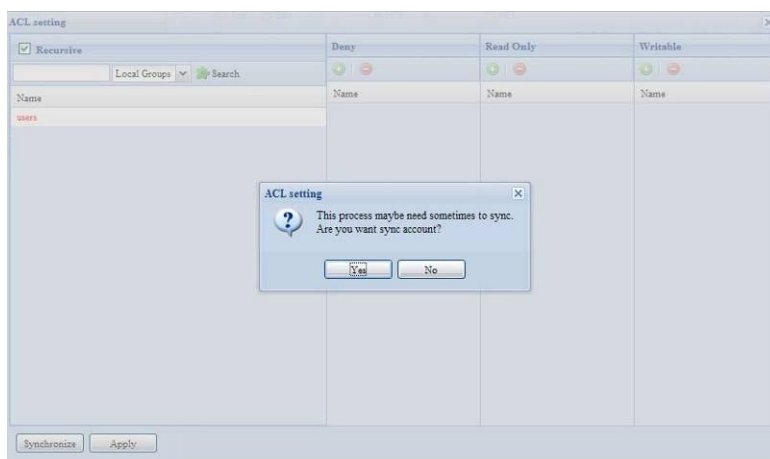 ACL setting
Recursive
Deny
Read Only
Writable
Local Groups
Search
Name
Name
Name
Name
users
ACL setting
This process maybe need sometimes to sync.
Are you want sync account?
Yes
No
Synchronize
Apply